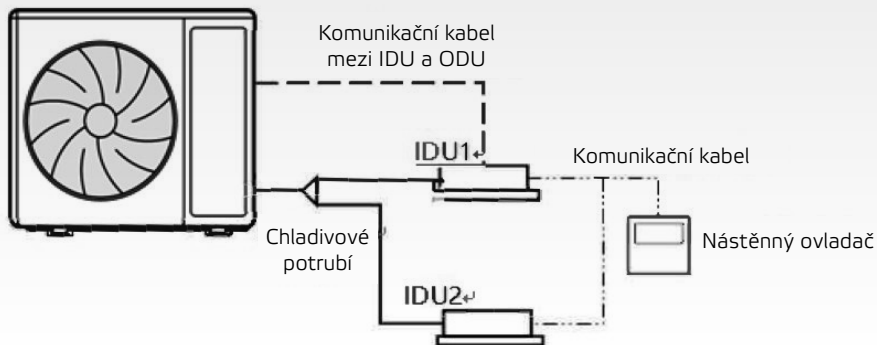 Komunikační kabel
mezi IDU a ODU
IDU1↵
Komunikační kabel
Chladivové
potrubí
Nástěnný ovladač
IDU2↵